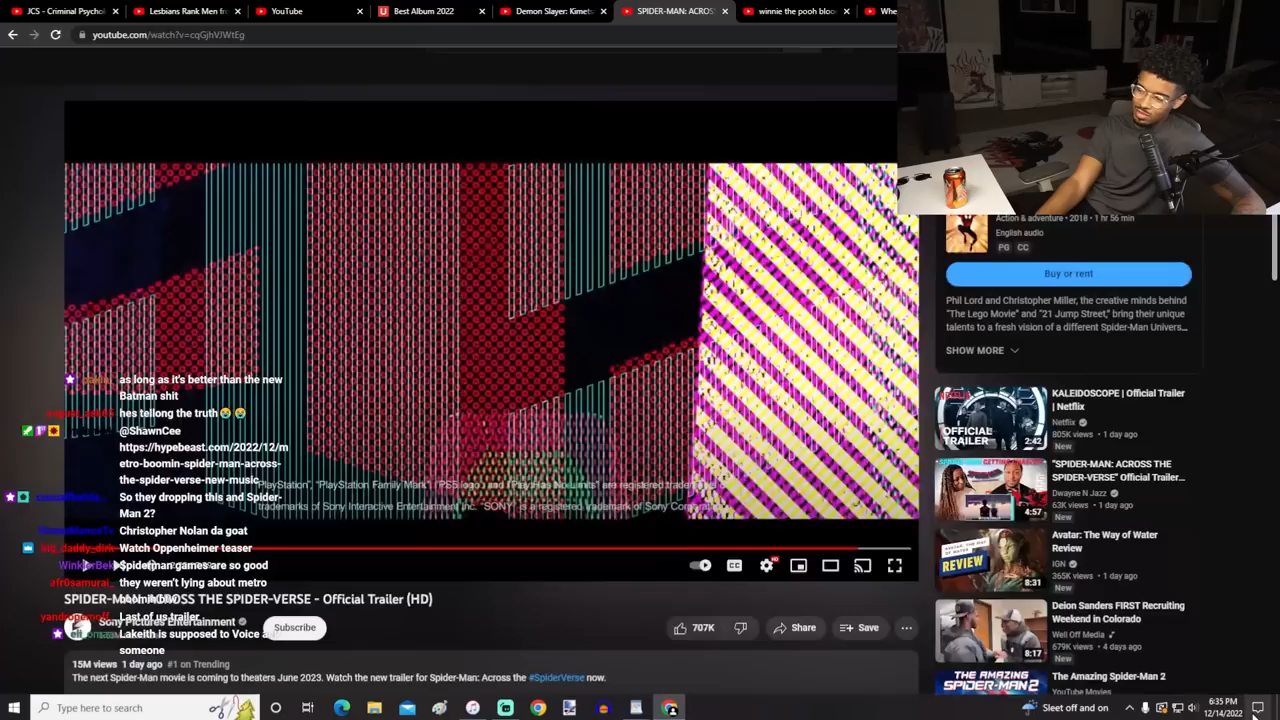 JCS - Criminal Psychol
Lesbians Rank Men fr
YouTube
Best Album 2022
Demon Slayer: Kimets
SPIDER-MAN: ACROSS
winnie the pooh blood
Whe
youtube.com/watch?v=cqGjhVJWtEg
Action & adventure • 2018 • 1 hr 56 min
English audio
PG CC
Buy or rent
Phil Lord and Christopher Miller, the creative minds behind
"The Lego Movie" and "21 Jump Street," bring their unique
talents to a fresh vision of a different Spider-Man Univers...
SHOW MORE
as long as it's better than the new
Batman shit
hes tellong the truth😭😭
@ShawnCee
https://hypebeast.com/2022/12/m
etro-boomin-spider-man-across-
the-spider-verse-new-music
So they dropping this and Spider-
Man 2?
Christopher Nolan da goat
big_daddy_dirk Watch Oppenheimer teaser
Spiderman games are so good
#afr0samurai_ they weren't lying about metro
Last of us trailer
Lakeith is supposed to Voice
someone
PlayStation", "PlayStation Family Mark", "PS5 logo" and "Play Has No Limits" are registered
trademarks of Sony Interactive Entertainment Inc. "SONY" is a registered trademark of Sony
HD
CC
SPIDER-MAN: ACROSS THE SPIDER-VERSE - Official Trailer (HD)
Sony Pictures Entertainment
Subscribe
707K
Share
Save
15M views 1 day ago #1 on Trending
The next Spider-Man movie is coming to theaters June 2023. Watch the new trailer for Spider-Man: Across the #SpiderVerse now.
NETFLIX
OFFICIAL
TRAILER
2:42
KALEIDOSCOPE | Official Trailer
| Netflix
Netflix
805K views • 1 day ago
New
4:57
"SPIDER-MAN: ACROSS THE
SPIDER-VERSE" Official Trailer...
Dwayne N Jazz
63K views • 1 day ago
New
REVIEW
8:31
Avatar: The Way of Water
Review
IGN
365K views • 1 day ago
New
8:17
Deion Sanders FIRST Recruiting
Weekend in Colorado
Well Off Media
679K views • 4 days ago
New
THE AMAZING
SPIDER-MAN 2
The Amazing Spider-Man 2
YouTube Movies
Type here to search
Sleet off and on
6:35 PM
12/14/2022